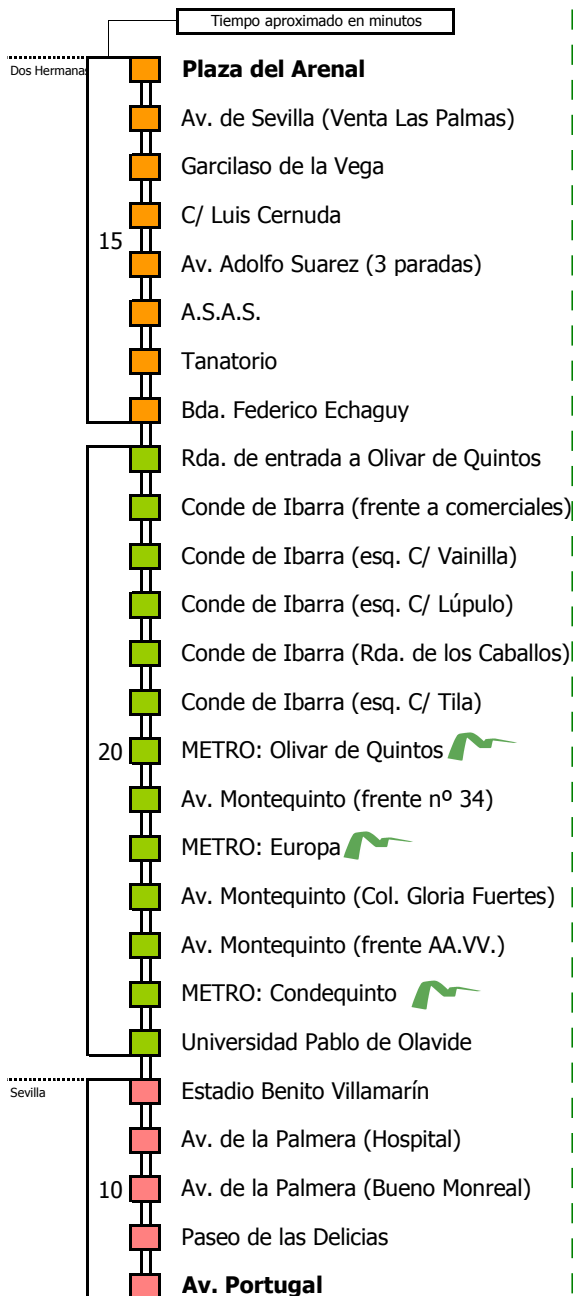 Tiempo aproximado en minutos
Dos Hermanas
Plaza del Arenal
Av. de Sevilla (Venta Las Palmas)
Garcilaso de la Vega
C/ Luis Cernuda
15
Av. Adolfo Suarez (3 paradas)
A.S.A.S.
Tanatorio
Bda. Federico Echaguy
Rda. de entrada a Olivar de Quintos
Conde de Ibarra (frente a comerciales)
Conde de Ibarra (esq. C/ Vainilla)
Conde de Ibarra (esq. C/ Lúpulo)
Conde de Ibarra (Rda. de los Caballos)
Conde de Ibarra (esq. C/ Tila)
20
METRO: Olivar de Quintos
Av. Montequinto (frente nº 34)
METRO: Europa
Av. Montequinto (Col. Gloria Fuertes)
Av. Montequinto (frente AA.VV.)
METRO: Condequinto
Universidad Pablo de Olavide
Sevilla
Estadio Benito Villamarín
Av. de la Palmera (Hospital)
10
Av. de la Palmera (Bueno Monreal)
Paseo de las Delicias
Av. Portugal